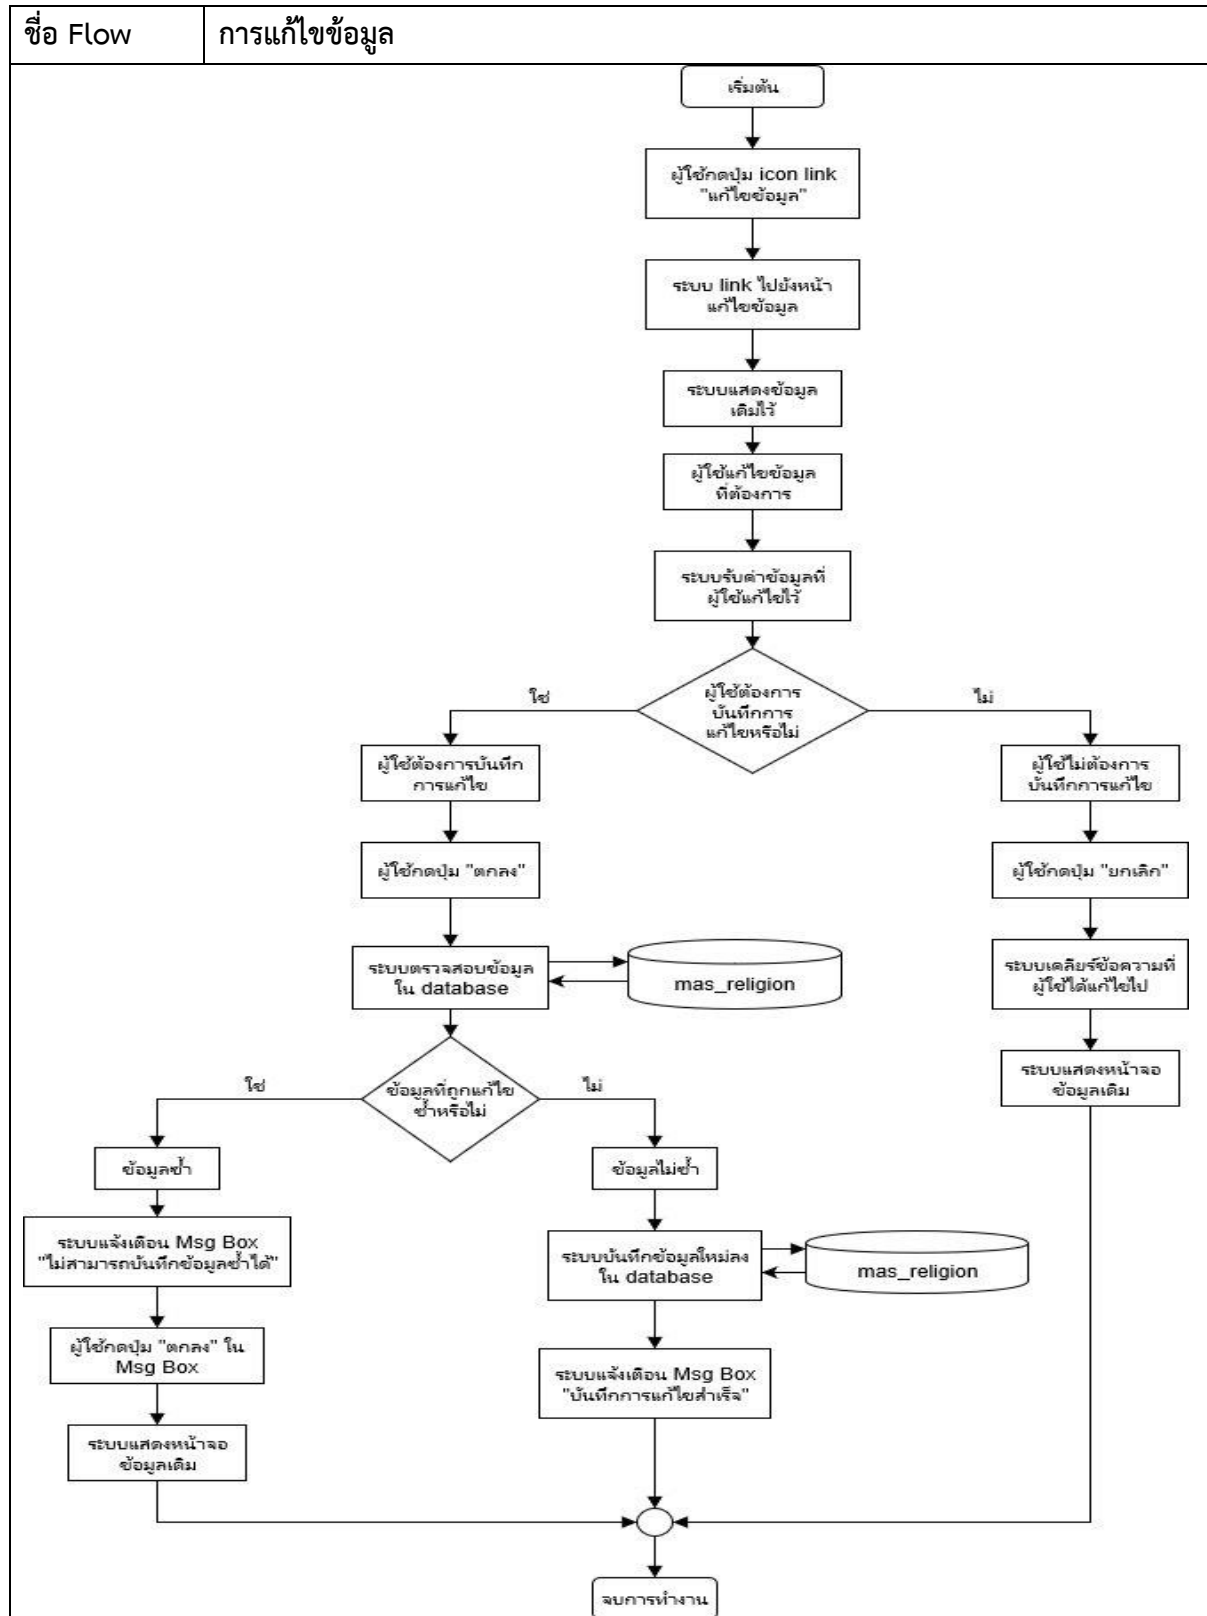 ชื่อ Flow
การแก้ไขข้อมูล
เริ่มต้น
ผู้ใช้กดปุ่ม icon link
"แก้ไขข้อมูล"
ระบบ link ไปยังหน้า
แก้ไขข้อมูล
ระบบแสดงข้อมูล
เดิมไว้
ผู้ใช้แก้ไขข้อมูล
ที่ต้องการ
ระบบรับค่าข้อมูลที่
ผู้ใช้แก้ไขไว้
ผู้ใช้ต้องการ
บันทึกการ
แก้ไขหรือไม่
ใช่
ไม่
ผู้ใช้ต้องการบันทึก
การแก้ไข
ผู้ใช้ไม่ต้องการ
บันทึกการแก้ไข
ผู้ใช้กดปุ่ม "ตกลง"
ผู้ใช้กดปุ่ม "ยกเลิก"
ระบบตรวจสอบข้อมูล
ใน database
mas_religion
ระบบเคลียร์ข้อความที่
ผู้ใช้ได้แก้ไขไป
ข้อมูลที่ถูกแก้ไข
ซ้ำหรือไม่
ใช่
ไม่
ระบบแสดงหน้าจอ
ข้อมูลเดิม
ข้อมูลซ้ำ
ข้อมูลไม่ซ้ำ
ระบบแจ้งเตือน Msg Box
"ไม่สามารถบันทึกข้อมูลซ้ำได้"
ระบบบันทึกข้อมูลใหม่ลง
ใน database
mas_religion
ผู้ใช้กดปุ่ม "ตกลง" ใน
Msg Box
ระบบแจ้งเตือน Msg Box
"บันทึกการแก้ไขสำเร็จ"
ระบบแสดงหน้าจอ
ข้อมูลเดิม
จบการทำงาน